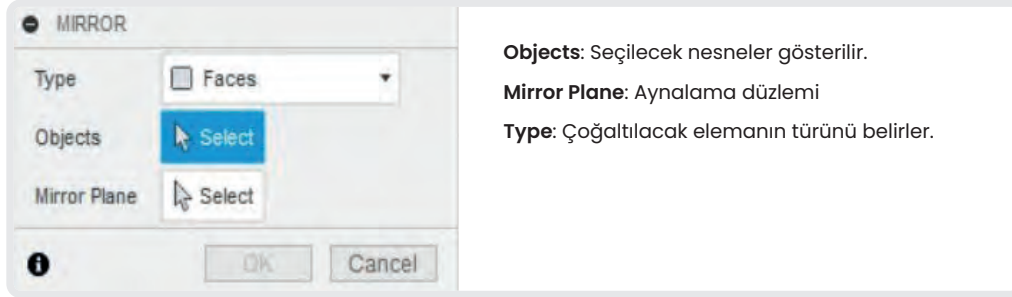 MIRROR
Type
Faces
Objects
Select
Mirror Plane
Select
OK
Cancel
Objects: Seçilecek nesneler gösterilir.
Mirror Plane: Aynalama düzlemi
Type: Çoğaltılacak elemanın türünü belirler.